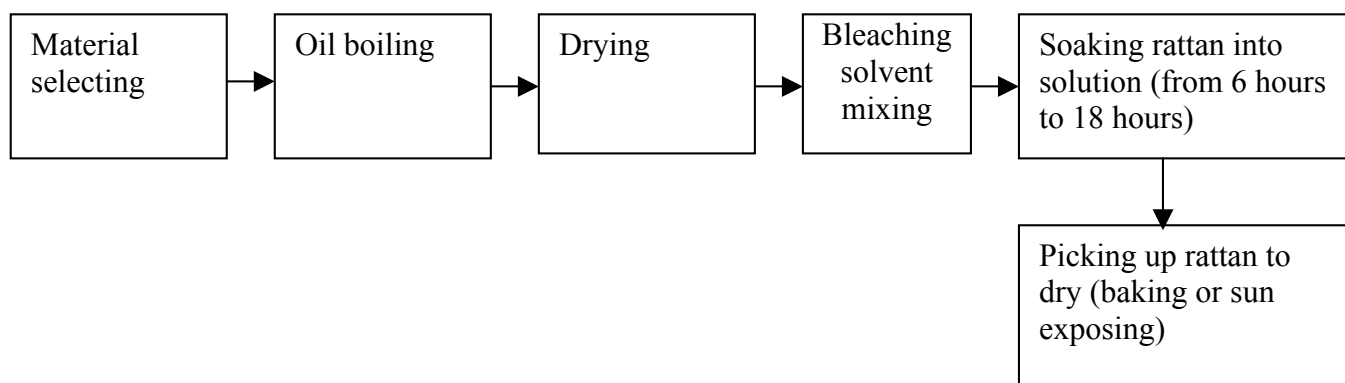 Material
selecting
Oil boiling
Drying
Bleaching
solvent
mixing
Soaking rattan into
solution (from 6 hours
to 18 hours)
Picking up rattan to
dry (baking or sun
exposing)